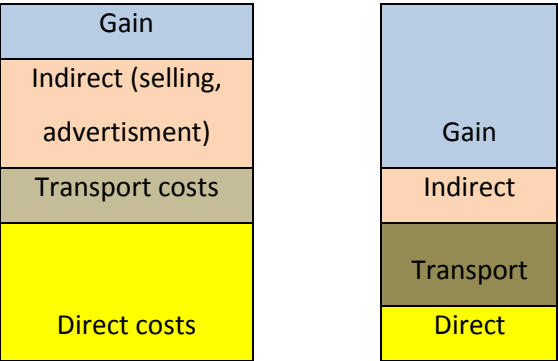 Gain
Indirect (selling,
advertisment)
Transport costs
Direct costs
Gain
Indirect
Transport
Direct